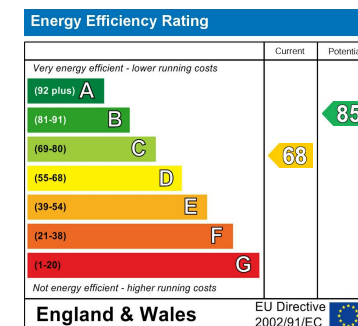 Energy Efficiency Rating
Current
Very energy efficient - lower running costs
(92 plus) A
(81-91) B
(69-80) C
(55-68) D
(39-54) E
(21-38) F
(1-20) G
68
85
Not energy efficient - higher running costs
England & Wales
EU Directive
2002/91/EC